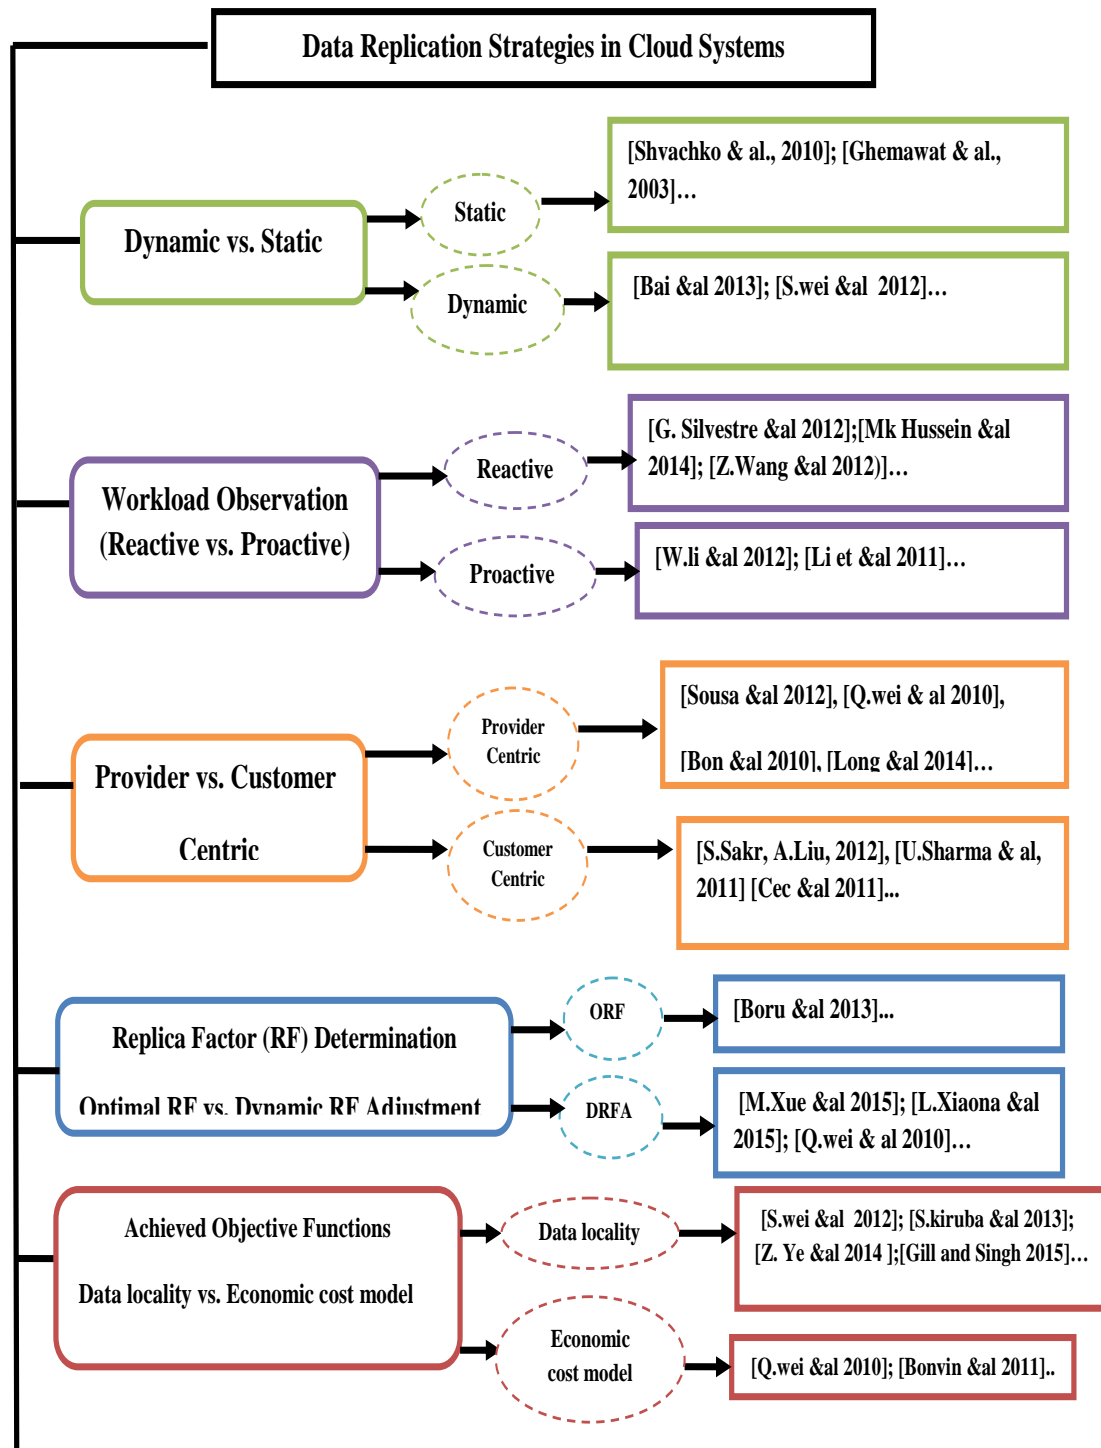 Data Replication Strategies in Cloud Systems
Dynamic vs. Static
Static
[Shvachko & al., 2010]; [Ghemawat & al.,
2003]…
Dynamic
[Bai &al 2013]; [S.wei &al 2012]…
Workload Observation
(Reactive vs. Proactive)
Reactive
[G. Silvestre &al 2012];[Mk Hussein &al
2014]; [Z.Wang &al 2012)]…
Proactive
[W.li &al 2012]; [Li et &al 2011]…
Provider vs. Customer
Centric
Provider
Centric
[Sousa &al 2012], [Q.wei & al 2010],
[Bon &al 2010], [Long &al 2014]…
Customer
Centric
[S.Sakr, A.Liu, 2012], [U.Sharma & al,
2011] [Cec &al 2011]...
Replica Factor (RF) Determination
Optimal RF vs. Dynamic RF Adjustment
ORF
[Boru &al 2013]...
DRFA
[M.Xue &al 2015]; [L.Xiaona &al
2015]; [Q.wei & al 2010]…
Achieved Objective Functions
Data locality vs. Economic cost model
Data locality
[S.wei &al 2012]; [S.kiruba &al 2013];
[Z. Ye &al 2014 ];[Gill and Singh 2015]…
Economic
cost model
[Q.wei &al 2010]; [Bonvin &al 2011]..